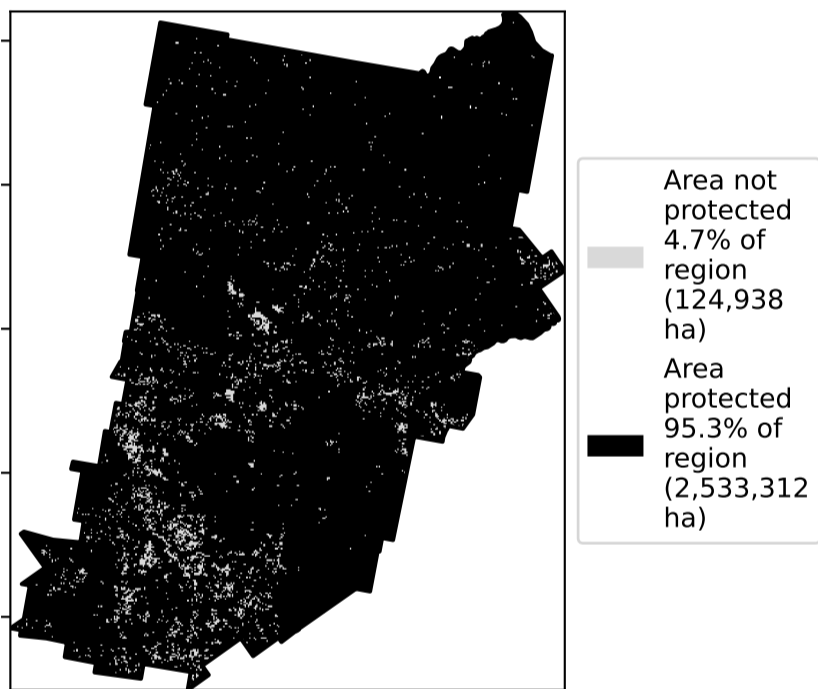 Area not
protected
4.7% of
region
(124,938
ha)
Area
protected
95.3% of
region
(2,533,312
ha)